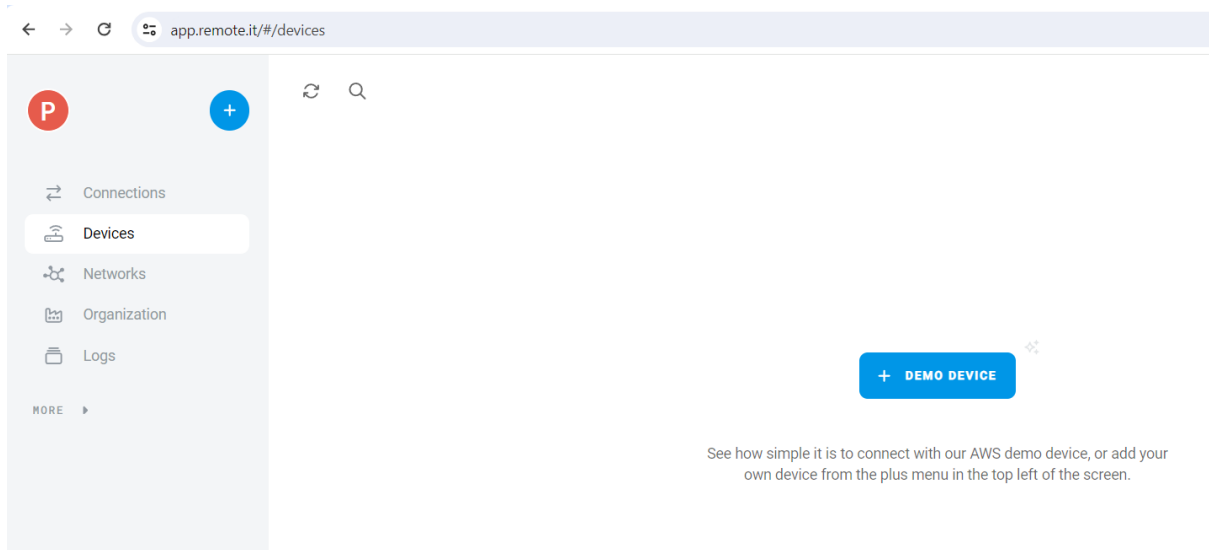 app.remote.it/#/devices
P
+
Connections
Devices
Networks
Organization
Logs
MORE
+ DEMO DEVICE
See how simple it is to connect with our AWS demo device, or add your
own device from the plus menu in the top left of the screen.